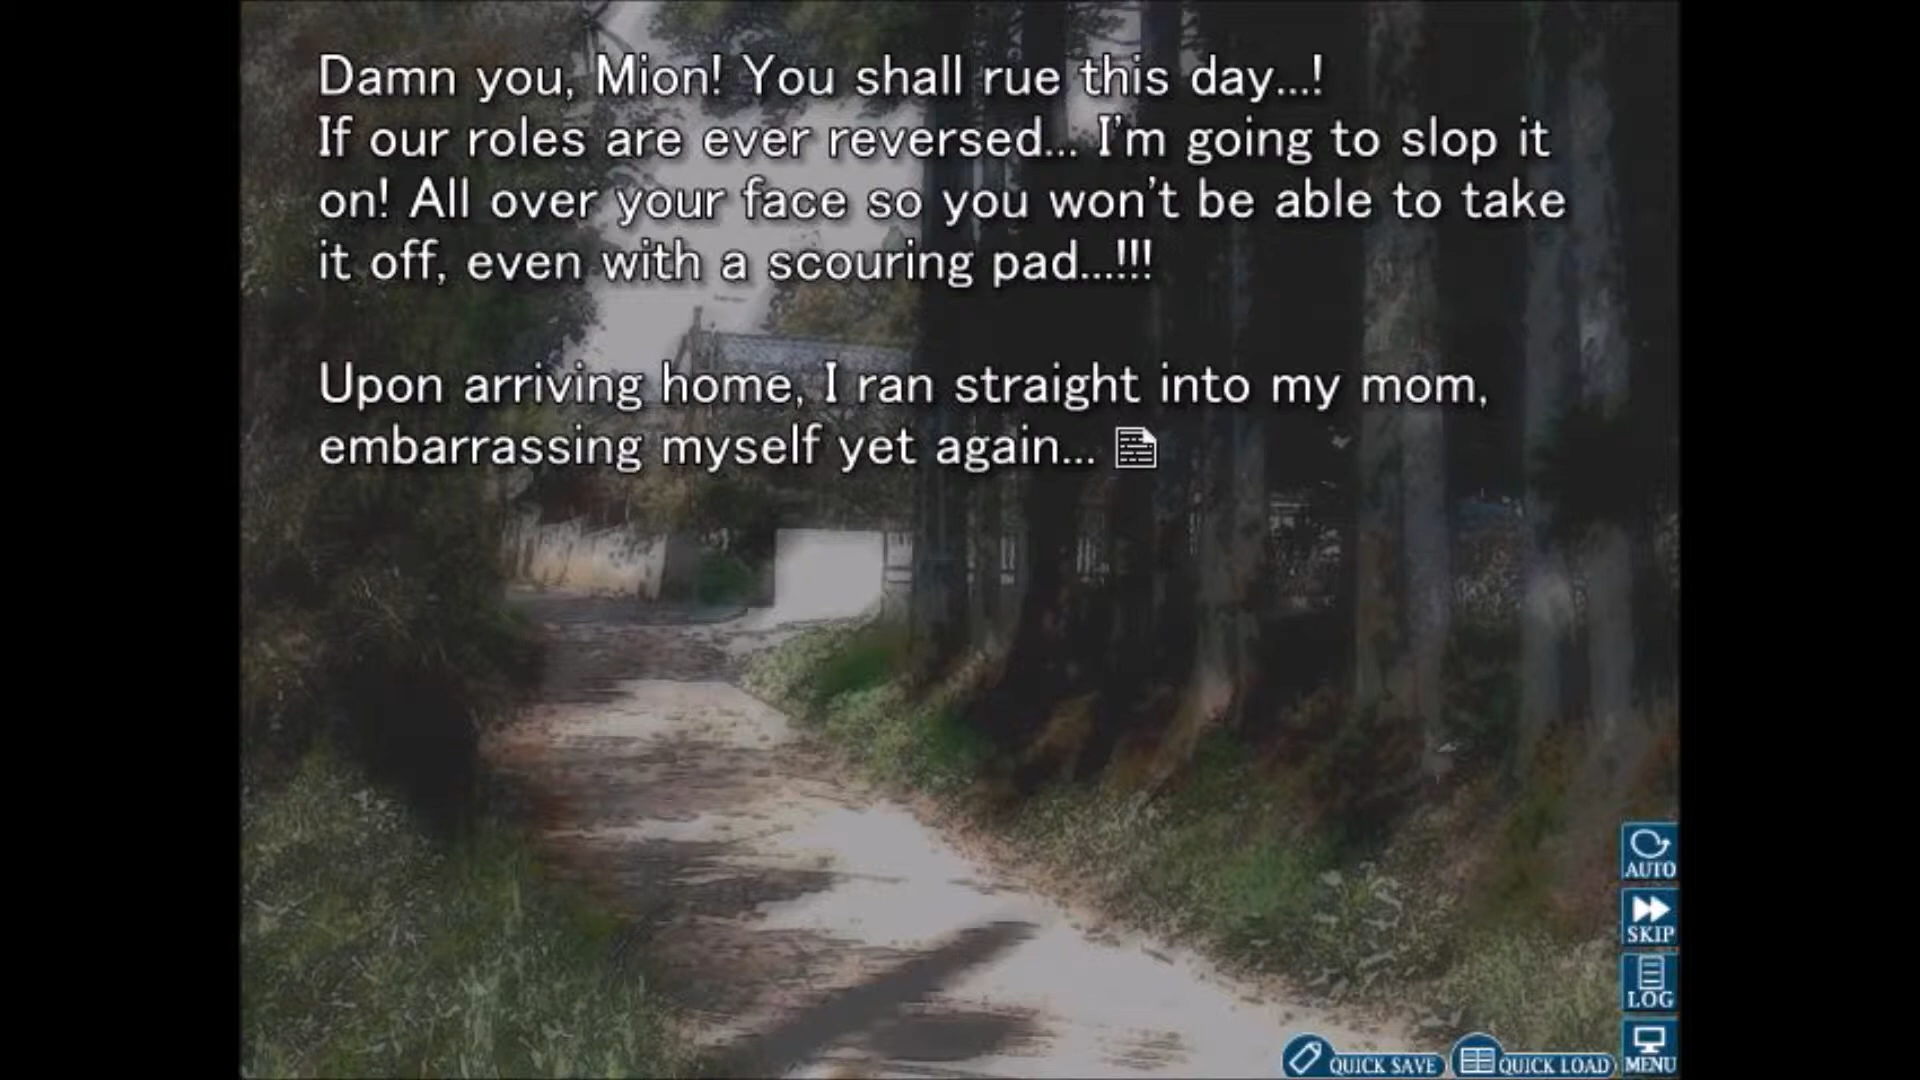 Damn you, Mion! You shall rue this day...!
If our roles are ever reversed... I'm going to slop it
on! All over your face so you won't be able to take
it off, even with a scouring pad...!!!
Upon arriving home, I ran straight into my mom,
embarrassing myself yet again...
AUTO
SKIP
LOG
MENU
QUICK SAVE
QUICK LOAD